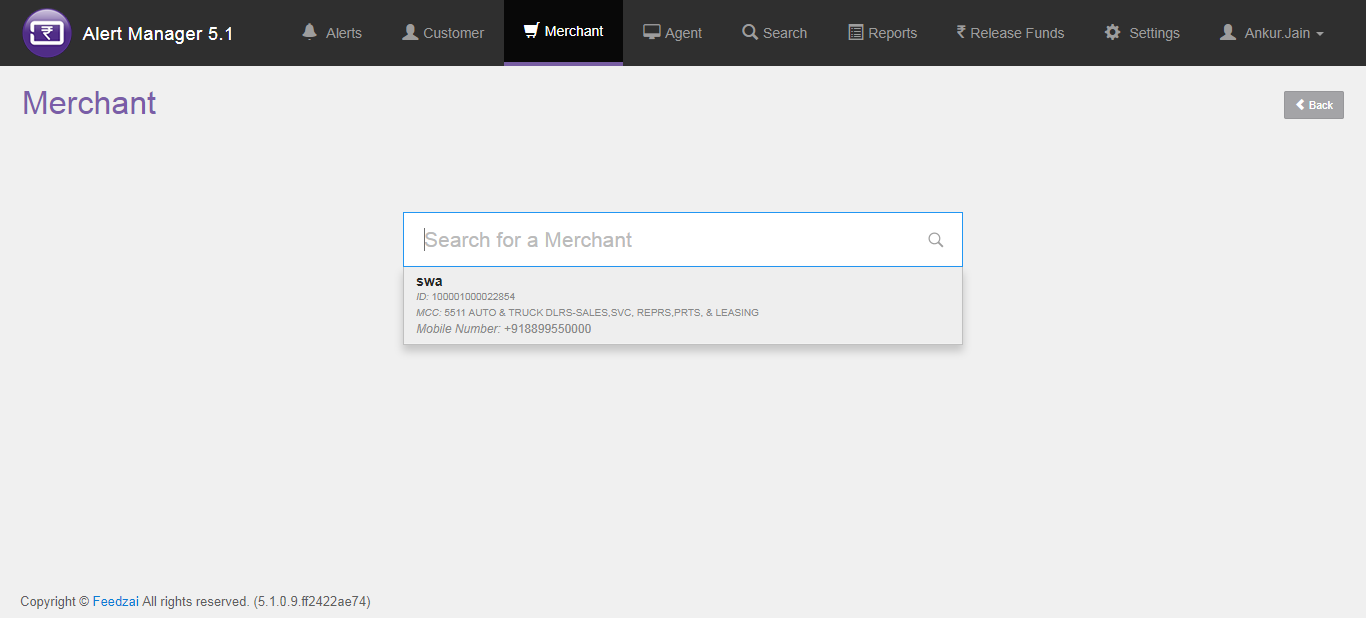 Alert Manager 5.1
Alerts
Customer
Merchant
Agent
Search
Reports
₹ Release Funds
Settings
Ankur.Jain
Merchant
Back
Search for a Merchant
swa
ID: 100001000022854
MCC: 5511 AUTO & TRUCK DLRS-SALES,SVC, REPRS,PRTS, & LEASING
Mobile Number: +918899550000
Copyright © Feedzai All rights reserved. (5.1.0.9.ff2422ae74)